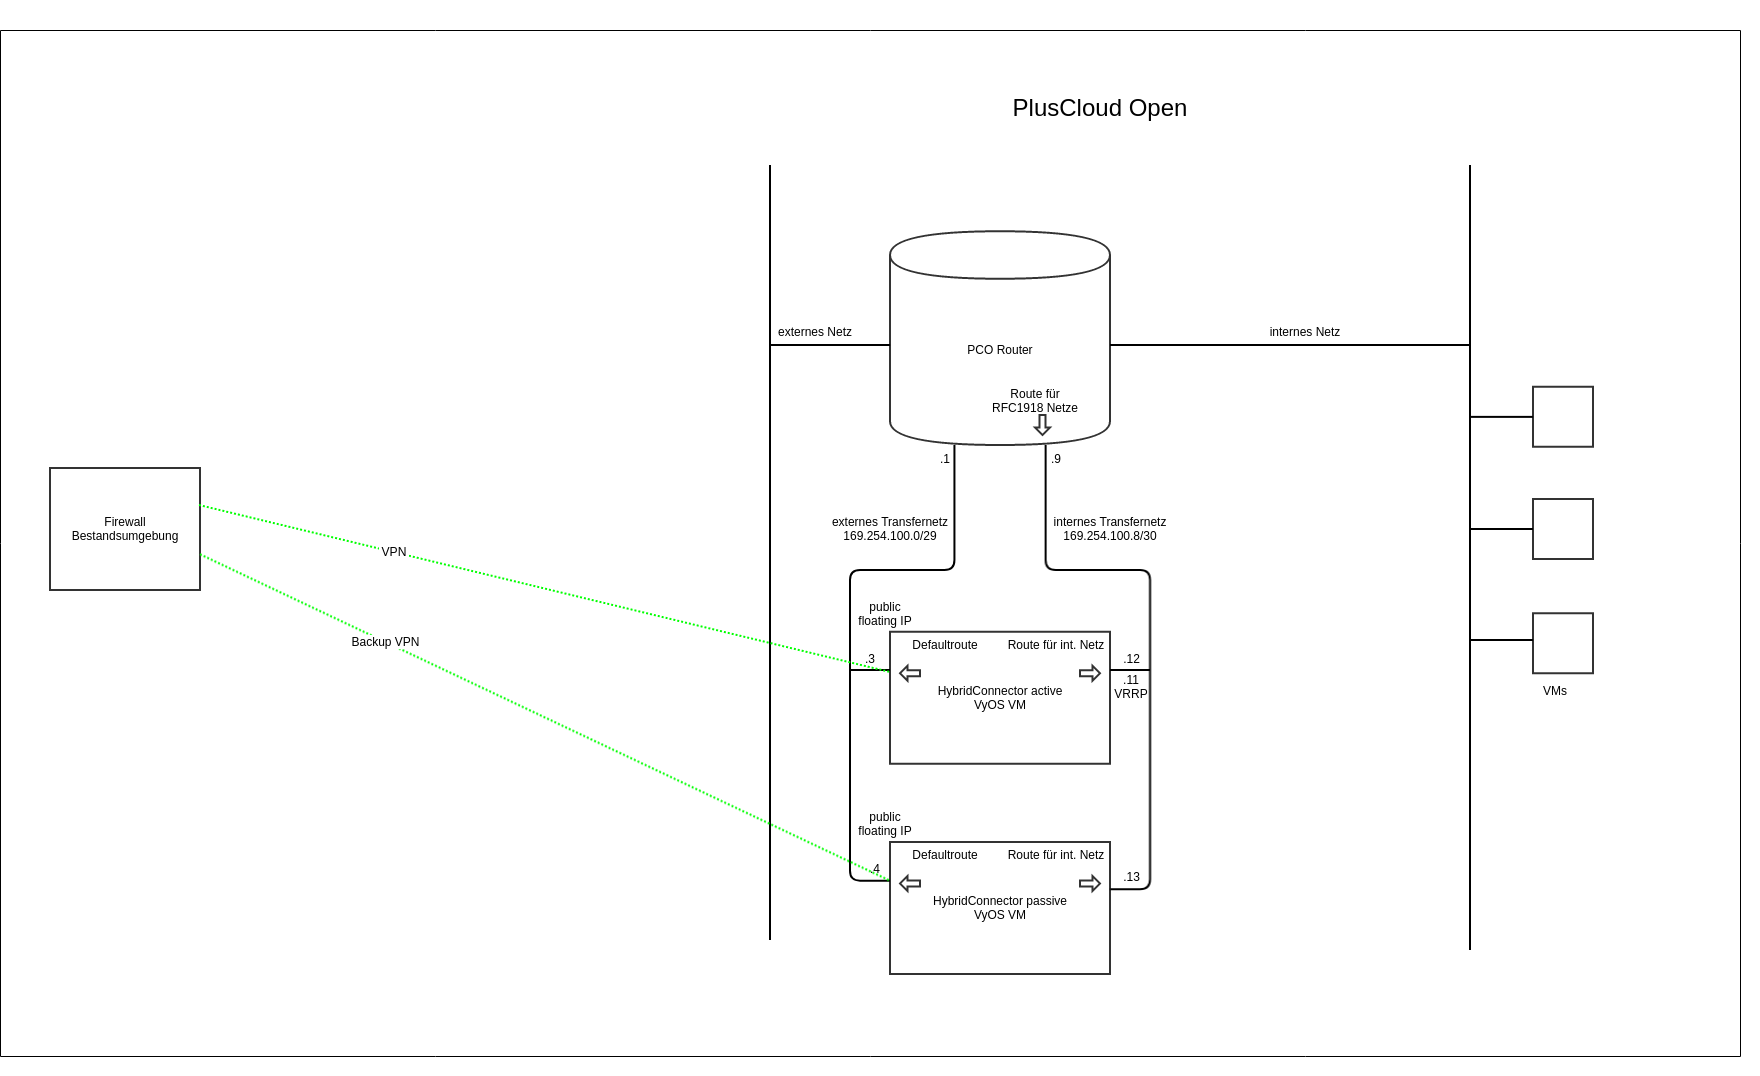 PlusCloud Open
externes Netz
internes Netz
PCO Router
Route für
RFC1918 Netze
.1
.9
Firewall
Bestandsumgebung
externes Transfernetz
169.254.100.0/29
internes Transfernetz
169.254.100.8/30
VPN
Backup VPN
public
floating IP
Defaultroute
Route für int. Netz
.3
.12
.11
VRRP
HybridConnector active
VyOS VM
VMs
public
floating IP
Defaultroute
Route für int. Netz
.4
.13
HybridConnector passive
VyOS VM